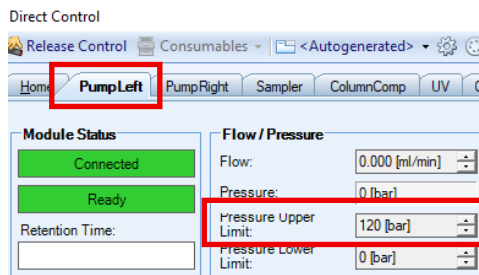 Direct Control
Release Control Consumables <Autogenerated>
Home PumpLeft PumpRight Sampler ColumnComp UV
Module Status
Connected
Ready
Retention Time:
Flow / Pressure
Flow: 0.000 [ml/min]
Pressure: 0 [bar]
Pressure Upper
Limit: 120 [bar]
Pressure Lower
Limit: 0 [bar]